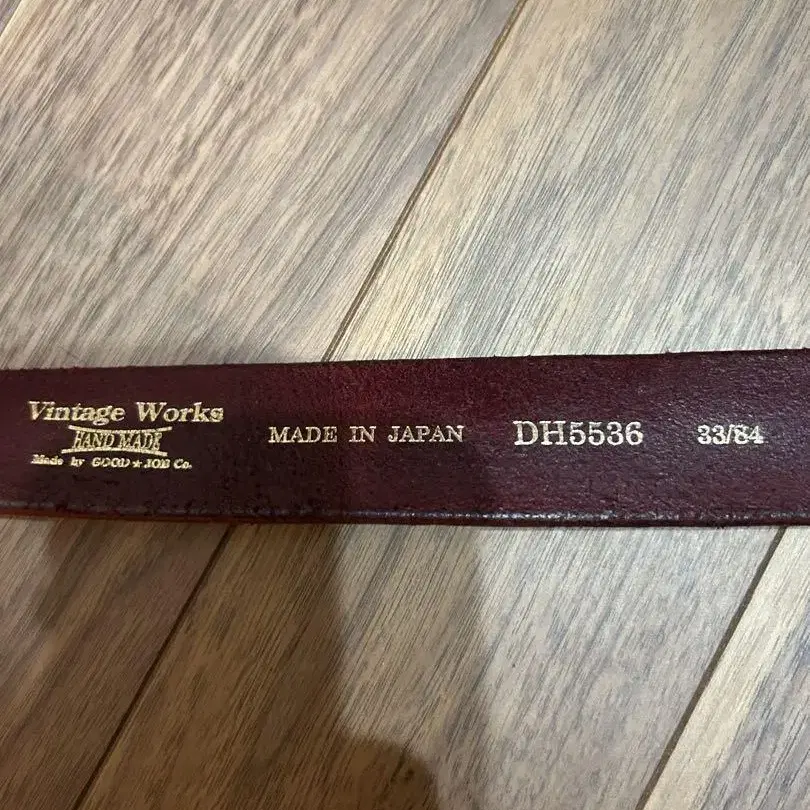 Vintage Works
HAND MADE
Made by GOOD★JOB Co.
MADE IN JAPAN
DH5536
33/84